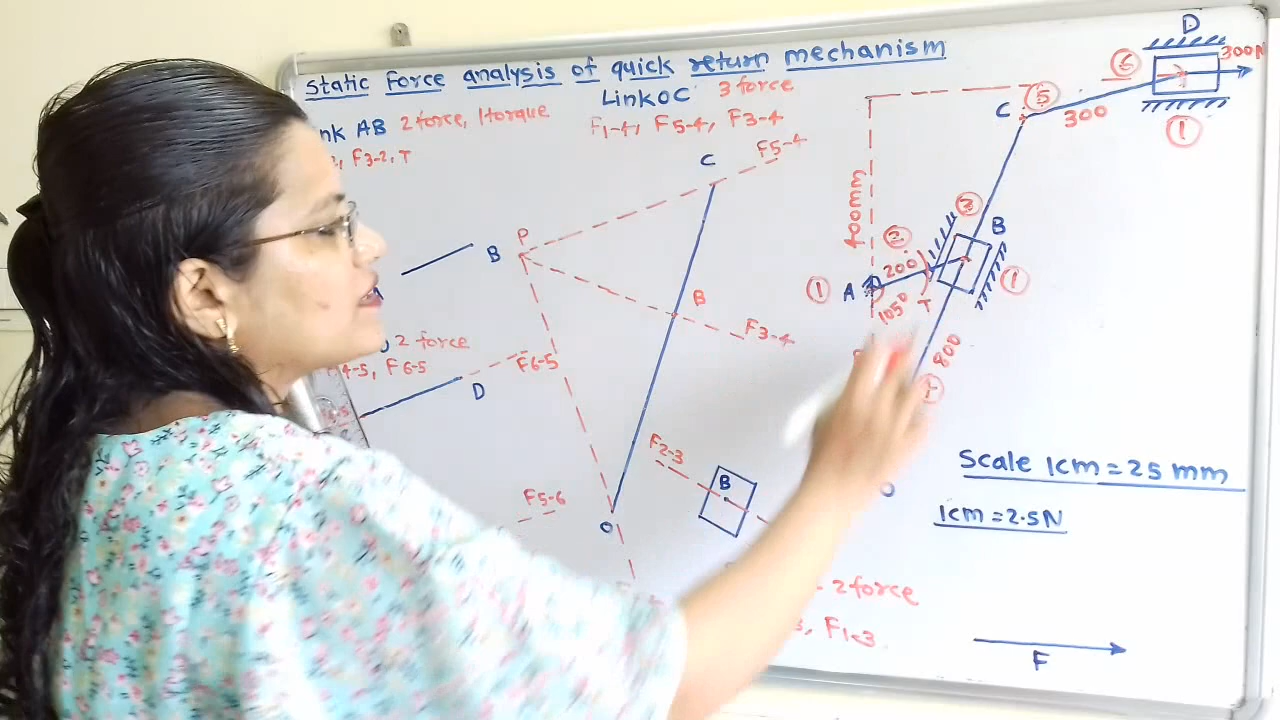 Static Force analysis of quick return mechanism
Link OC 3 force
F1-4, F5-4, F3-4
nk AB 2 force, 1 torque
F3-2, T
B
2 force
4-5, F6-5
D
F6-5
F5-6
P
C
F5-4
B
F3-4
O
F2-3
B
2 force
F1-3
D
300N
6
1
C
5
300
400mm
3
B
2
200
1
A
105°
T
1
800
4
O
Scale 1cm = 25 mm
1cm = 2.5N
F